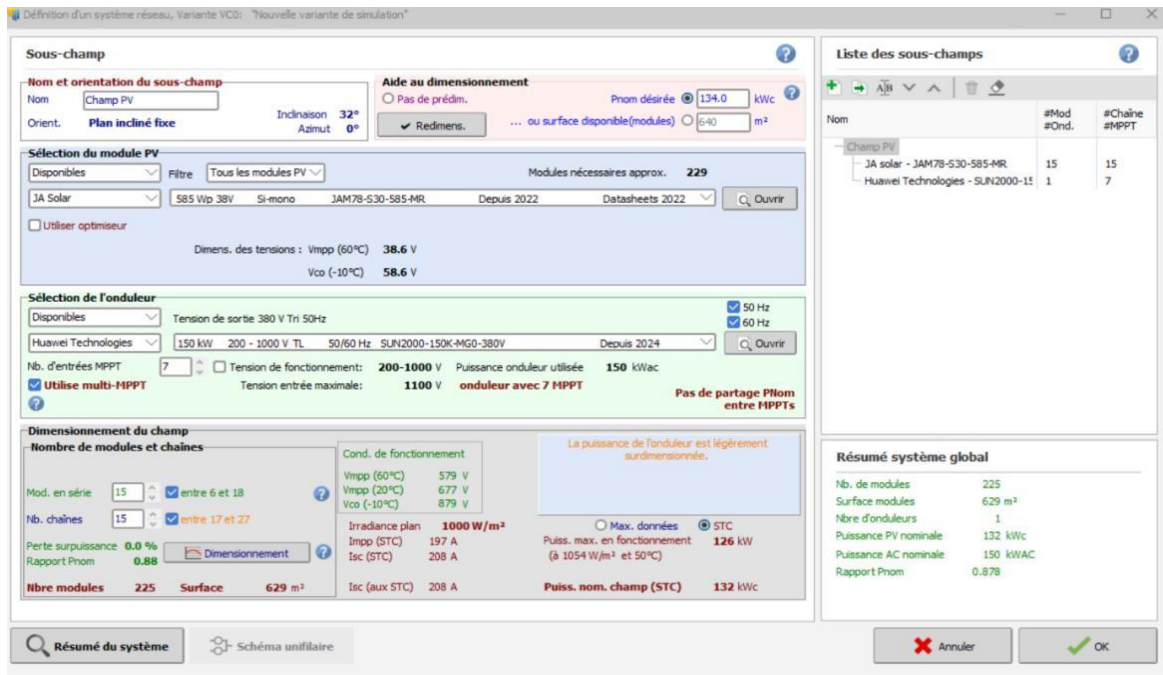 Définition d'un système réseau, Variante VC0: "Nouvelle variante de simulation"
Sous-champ
Nom et orientation du sous-champ
Nom Champ PV
Orient. Plan incliné fixe
Inclinaison 32°
Azimut 0°
Aide au dimensionnement
Pas de prédim. Pnom désirée 134.0 kWc
Redimens. ... ou surface disponible(modules) 640 m²
Sélection du module PV
Disponibles Filtre Tous les modules PV Modules nécessaires approx. 229
JA Solar 585 Wp 38V Si-mono JAM78-S30-585-MR Depuis 2022 Datasheets 2022 Ouvrir
Utiliser optimiseur
Dimens. des tensions : Vmpp (60°C) 38.6 V
Vco (-10°C) 58.6 V
Sélection de l'onduleur
Disponibles Tension de sortie 380 V Tri 50Hz
50 Hz
60 Hz
Huawei Technologies 150 kW 200 - 1000 V TL 50/60 Hz SUN2000-150K-MG0-380V Depuis 2024 Ouvrir
Nb. d'entrées MPPT 7 Tension de fonctionnement: 200-1000 V Puissance onduleur utilisée 150 kWac
Utilise multi-MPPT Tension entrée maximale: 1100 V onduleur avec 7 MPPT
Pas de partage PNom
entre MPPTs
Dimensionnement du champ
Nombre de modules et chaînes
Mod. en série 15 entre 6 et 18
Nb. chaînes 15 entre 17 et 27
Perte surpuissance 0.0 %
Rapport Pnom 0.88
Dimensionnement
Nbre modules 225 Surface 629 m²
Cond. de fonctionnement
Vmpp (60°C) 579 V
Vmpp (20°C) 677 V
Vco (-10°C) 879 V
Irradiance plan 1000 W/m²
Impp (STC) 197 A
Isc (STC) 208 A
Isc (aux STC) 208 A
La puissance de l'onduleur est légèrement
surdimensionnée.
Max. données STC
Puiss. max. en fonctionnement 126 kW
(à 1054 W/m² et 50°C)
Puiss. nom. champ (STC) 132 kWc
Résumé du système
Schéma unifilaire
Liste des sous-champs
Nom
#Mod #Chaîne
#Ond. #MPPT
Champ PV
JA solar - JAM78-S30-585-MR 15 15
Huawei Technologies - SUN2000-15 1 7
Résumé système global
Nb. de modules 225
Surface modules 629 m²
Nbre d'onduleurs 1
Puissance PV nominale 132 kWc
Puissance AC nominale 150 kWAC
Rapport Pnom 0.878
Annuler
OK